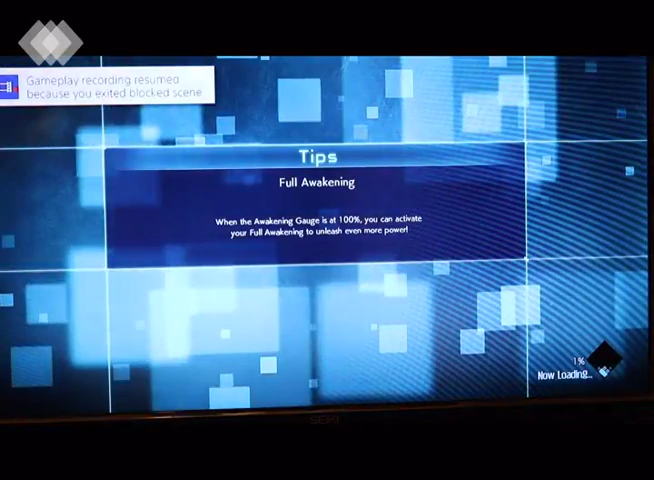 Gameplay recording resumed
because you exited blocked scene
Tips
Full Awakening
When the Awakening Gauge is at 100%, you can activate
your Full Awakening to unleash even more power!
1%
Now Loading...
SEIKI